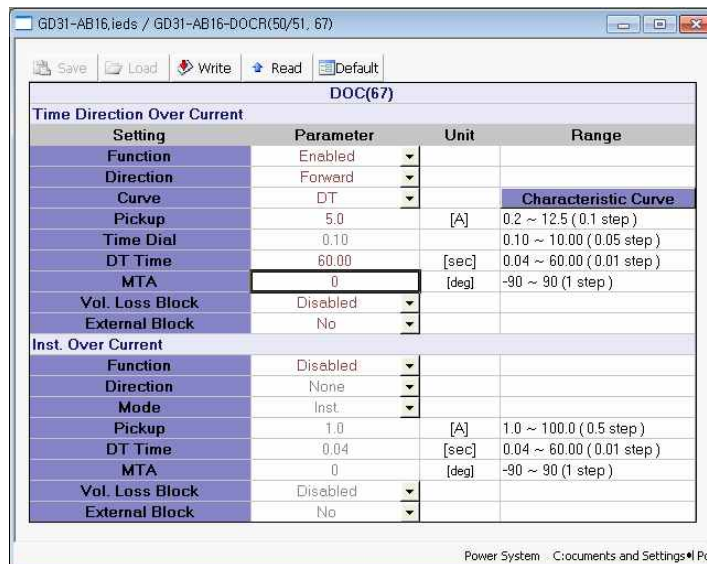 GD31-AB16,ieds / GD31-AB16-DOCR(50/51, 67)
Save Load Write Read Default
DOC(67)
Time Direction Over Current
Setting Parameter Unit Range
Function Enabled
Direction Forward
Curve DT Characteristic Curve
Pickup 5.0 [A] 0.2 ~ 12.5 ( 0.1 step )
Time Dial 0.10 0.10 ~ 10.00 ( 0.05 step )
DT Time 60.00 [sec] 0.04 ~ 60.00 ( 0.01 step )
MTA 0 [deg] -90 ~ 90 (1 step )
Vol. Loss Block Disabled
External Block No
Inst. Over Current
Function Disabled
Direction None
Mode Inst.
Pickup 1.0 [A] 1.0 ~ 100.0 ( 0.5 step )
DT Time 0.04 [sec] 0.04 ~ 60.00 ( 0.01 step )
MTA 0 [deg] -90 ~ 90 (1 step )
Vol. Loss Block Disabled
External Block No
Power System C:ocuments and Settings